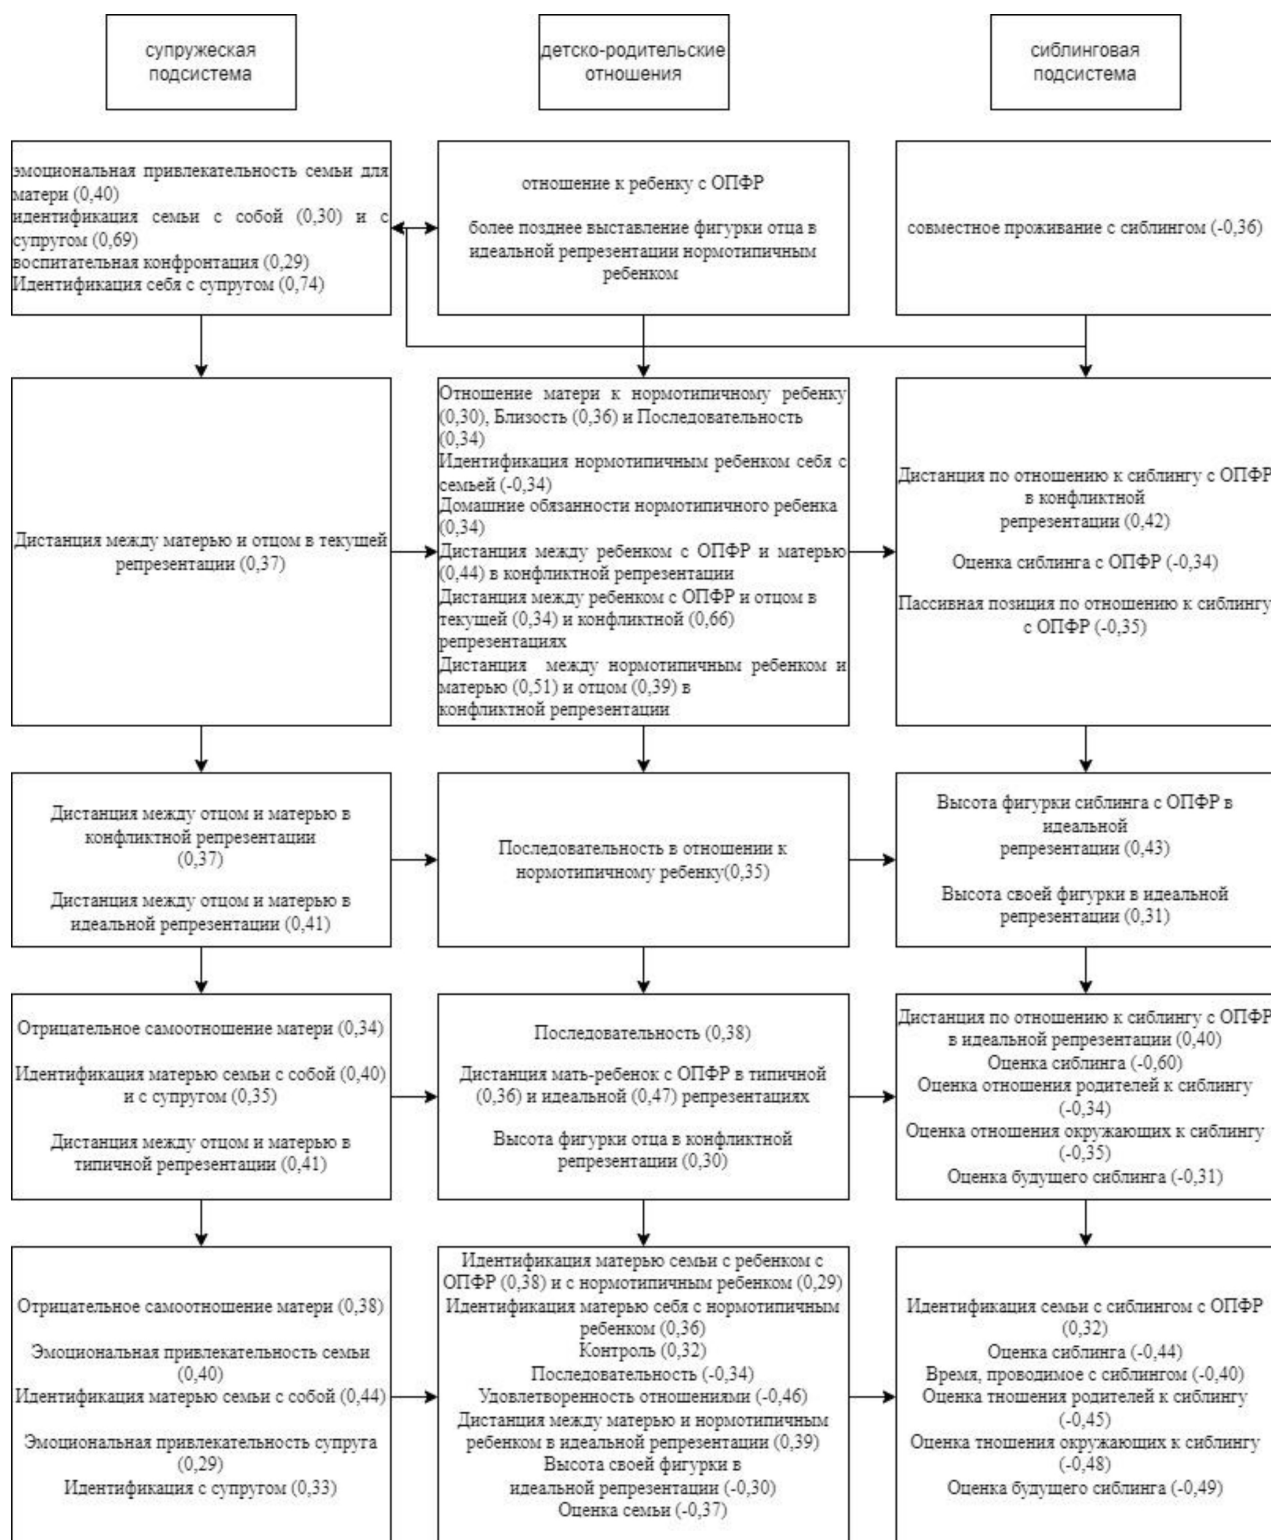 супружеская
подсистема
детско-родительские
отношения
сиблинговая
подсистема
эмоциональная привлекательность семьи для
матери (0,40)
идентификация семьи с собой (0,30) и с
супругом (0,69)
воспитательная конфронтация (0,29)
Идентификация себя с супругом (0,74)
отношение к ребенку с ОПФР
более позднее выставление фигурки отца в
идеальной репрезентации нормотипичным
ребенком
совместное проживание с сиблингом (-0,36)
Дистанция между матерью и отцом в текущей
репрезентации (0,37)
Отношение матери к нормотипичному ребенку
(0,30), Близость (0,36) и Последовательность
(0,34)
Идентификация нормотипичным ребенком себя с
семьей (-0,34)
Домашние обязанности нормотипичного ребенка
(0,34)
Дистанция между ребенком с ОПФР и матерью
(0,44) в конфликтной репрезентации
Дистанция между ребенком с ОПФР и отцом в
текущей (0,34) и конфликтной (0,66)
репрезентациях
Дистанция между нормотипичным ребенком и
матерью (0,51) и отцом (0,39) в
конфликтной репрезентации
Дистанция по отношению к сиблингу с ОПФР
в конфликтной
репрезентации (0,42)
Оценка сиблинга с ОПФР (-0,34)
Пассивная позиция по отношению к сиблингу
с ОПФР (-0,35)
Дистанция между отцом и матерью в
конфликтной репрезентации
(0,37)
Дистанция между отцом и матерью в
идеальной репрезентации (0,41)
Последовательность в отношении к
нормотипичному ребенку(0,35)
Высота фигурки сиблинга с ОПФР в
идеальной
репрезентации (0,43)
Высота своей фигурки в идеальной
репрезентации (0,31)
Отрицательное самоотношение матери (0,34)
Идентификация матерью семьи с собой (0,40)
и с супругом (0,35)
Дистанция между отцом и матерью в
типичной репрезентации (0,41)
Последовательность (0,38)
Дистанция мать-ребенок с ОПФР в типичной
(0,36) и идеальной (0,47) репрезентациях
Высота фигурки отца в конфликтной
репрезентации (0,30)
Дистанция по отношению к сиблингу с ОПФР
в идеальной репрезентации (0,40)
Оценка сиблинга (-0,60)
Оценка отношения родителей к сиблингу
(-0,34)
Оценка отношения окружающих к сиблингу
(-0,35)
Оценка будущего сиблинга (-0,31)
Отрицательное самоотношение матери (0,38)
Эмоциональная привлекательность семьи
(0,40)
Идентификация матерью семьи с собой (0,44)
Эмоциональная привлекательность супруга
(0,29)
Идентификация с супругом (0,33)
Идентификация матерью семьи с ребенком с
ОПФР (0,38) и с нормотипичным ребенком (0,29)
Идентификация матерью себя с нормотипичным
ребенком (0,36)
Контроль (0,32)
Последовательность (-0,34)
Удовлетворенность отношениями (-0,46)
Дистанция между матерью и нормотипичным
ребенком в идеальной репрезентации (0,39)
Высота своей фигурки в
идеальной репрезентации (-0,30)
Оценка семьи (-0,37)
Идентификация семьи с сиблингом с ОПФР
(0,32)
Оценка сиблинга (-0,44)
Время, проводимое с сиблингом (-0,40)
Оценка тношения родителей к сиблингу
(-0,45)
Оценка тношения окружающих к сиблингу
(-0,48)
Оценка будущего сиблинга (-0,49)